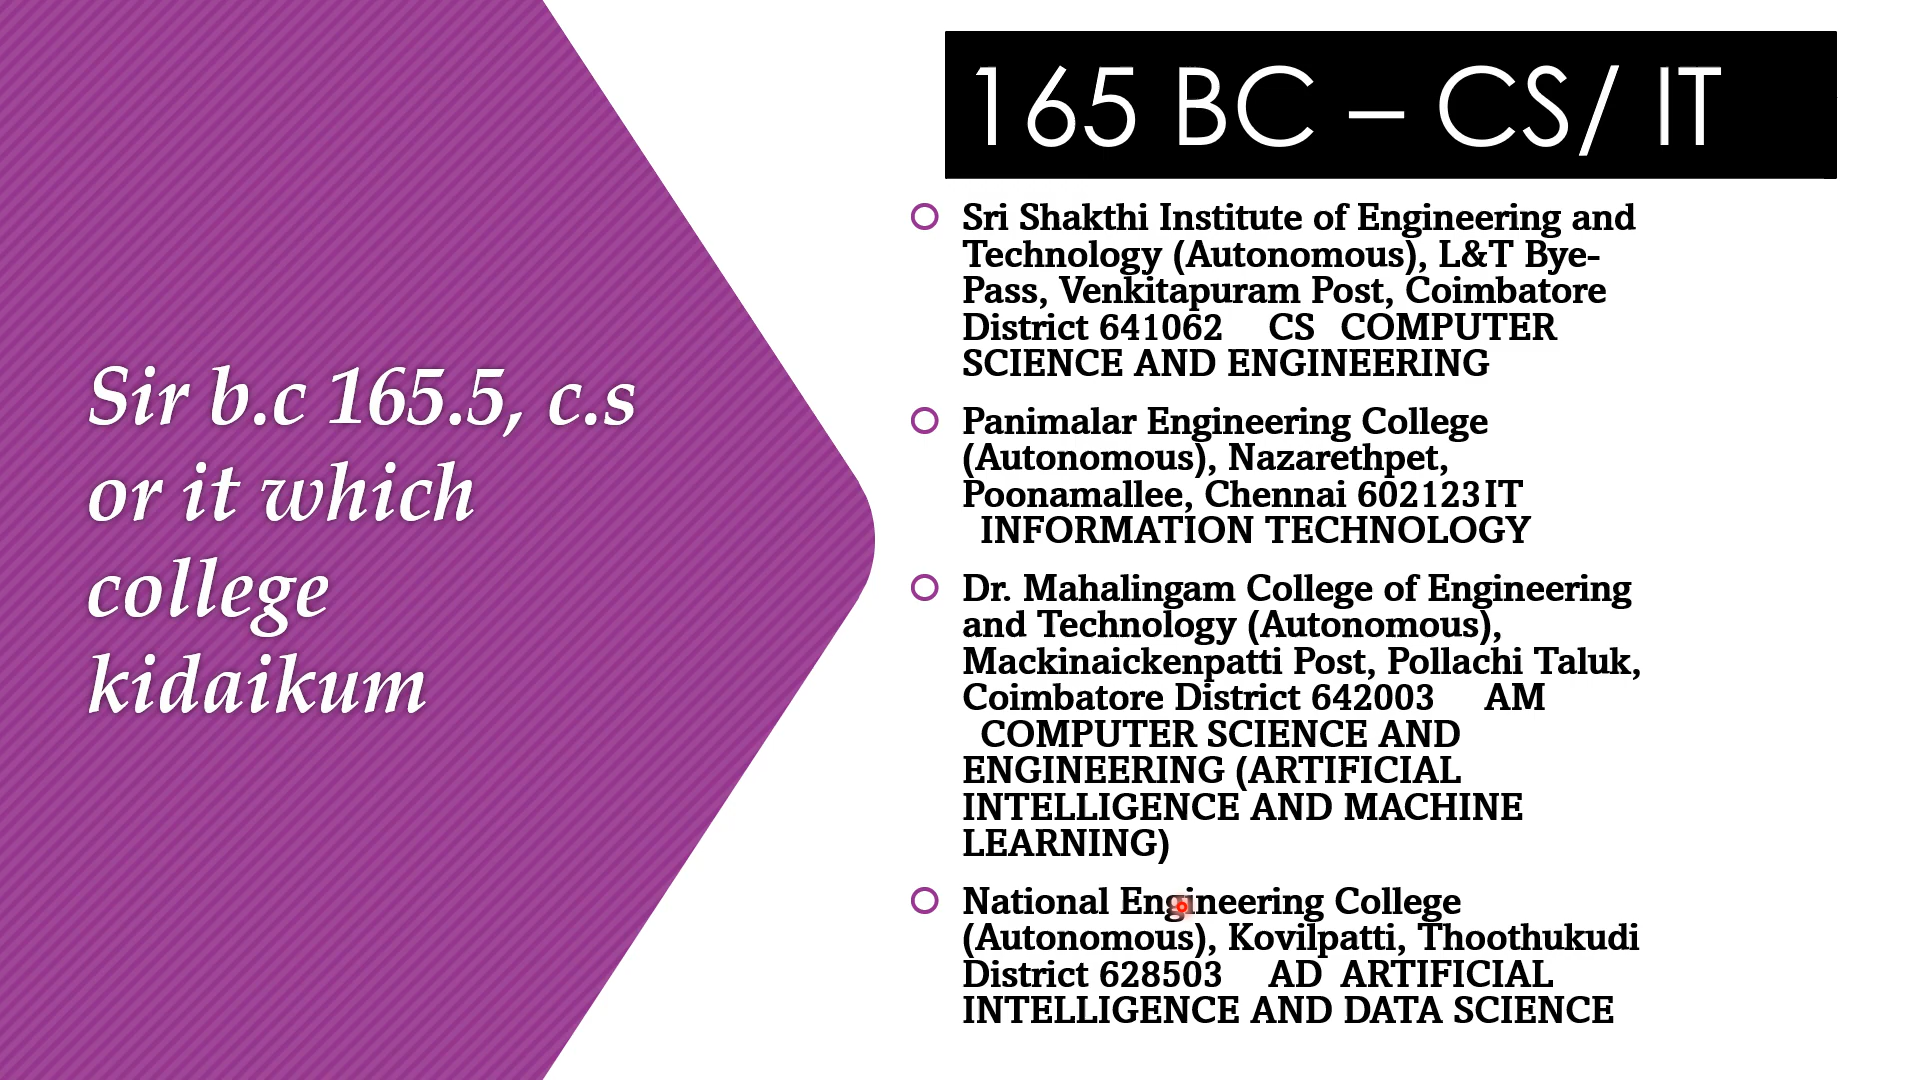 Sir b.c 165.5, c.s
or it which
college
kidaikum
165 BC – CS/ IT
Sri Shakthi Institute of Engineering and
Technology (Autonomous), L&T Bye-
Pass, Venkitapuram Post, Coimbatore
District 641062 CS COMPUTER
SCIENCE AND ENGINEERING
Panimalar Engineering College
(Autonomous), Nazarethpet,
Poonamallee, Chennai 602123 IT
INFORMATION TECHNOLOGY
Dr. Mahalingam College of Engineering
and Technology (Autonomous),
Mackinaickenpatti Post, Pollachi Taluk,
Coimbatore District 642003 AM
COMPUTER SCIENCE AND
ENGINEERING (ARTIFICIAL
INTELLIGENCE AND MACHINE
LEARNING)
National Engineering College
(Autonomous), Kovilpatti, Thoothukudi
District 628503 AD ARTIFICIAL
INTELLIGENCE AND DATA SCIENCE